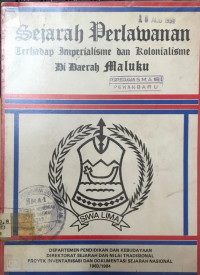 Sejarah Perlawanan
Terhadap Imperialisme dan Kolonialisme
Di Daerah Maluku
PERPUSTAKAAN S.M.A.
PEKANBARU
SIWA LIMA
DEPARTEMEN PENDIDIKAN DAN KEBUDAYAAN
DIREKTORAT SEJARAH DAN NILAI TRADISIONAL
PROYEK INVENTARISASI DAN DOKUMENTASI SEJARAH NASIONAL
1983/1984